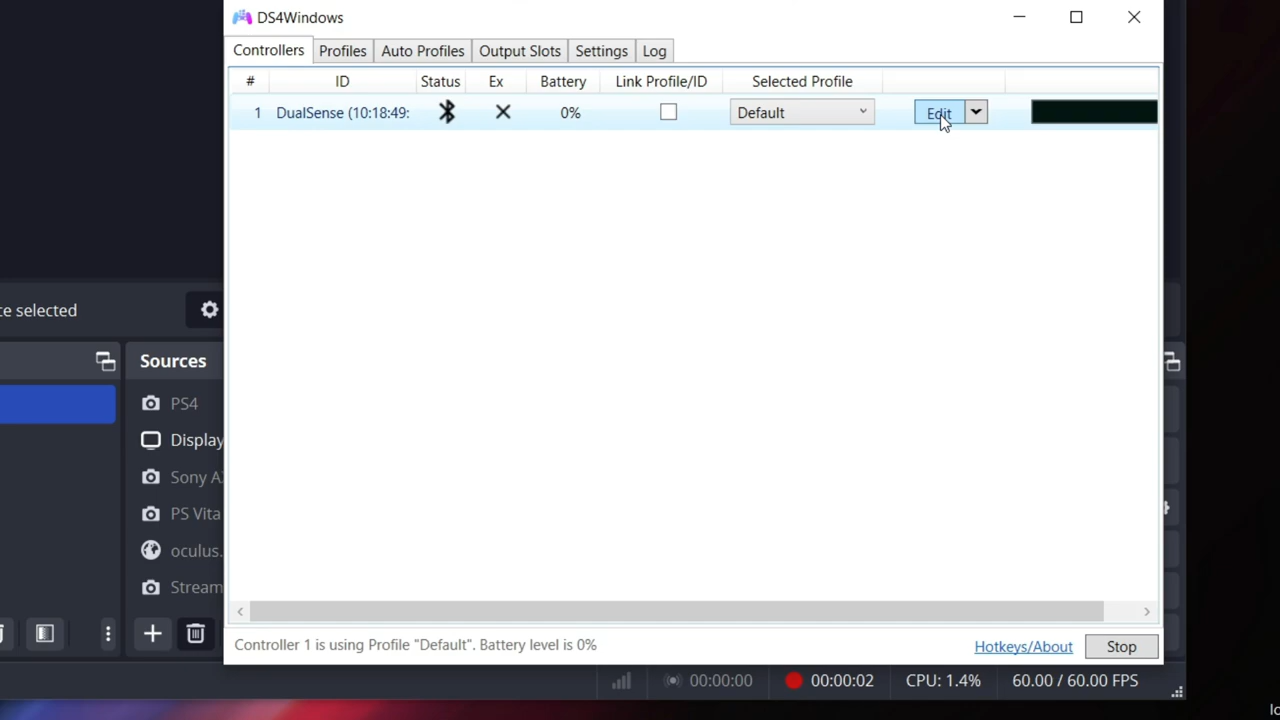 DS4Windows
Controllers Profiles Auto Profiles Output Slots Settings Log
# ID Status Ex Battery Link Profile/ID Selected Profile
1 DualSense (10:18:49: 0% Default Edit
ce selected
Sources
PS4
Display
Sony A
PS Vita
oculus.
Stream
Controller 1 is using Profile "Default". Battery level is 0% Hotkeys/About Stop
00:00:00 00:00:02 CPU: 1.4% 60.00 / 60.00 FPS